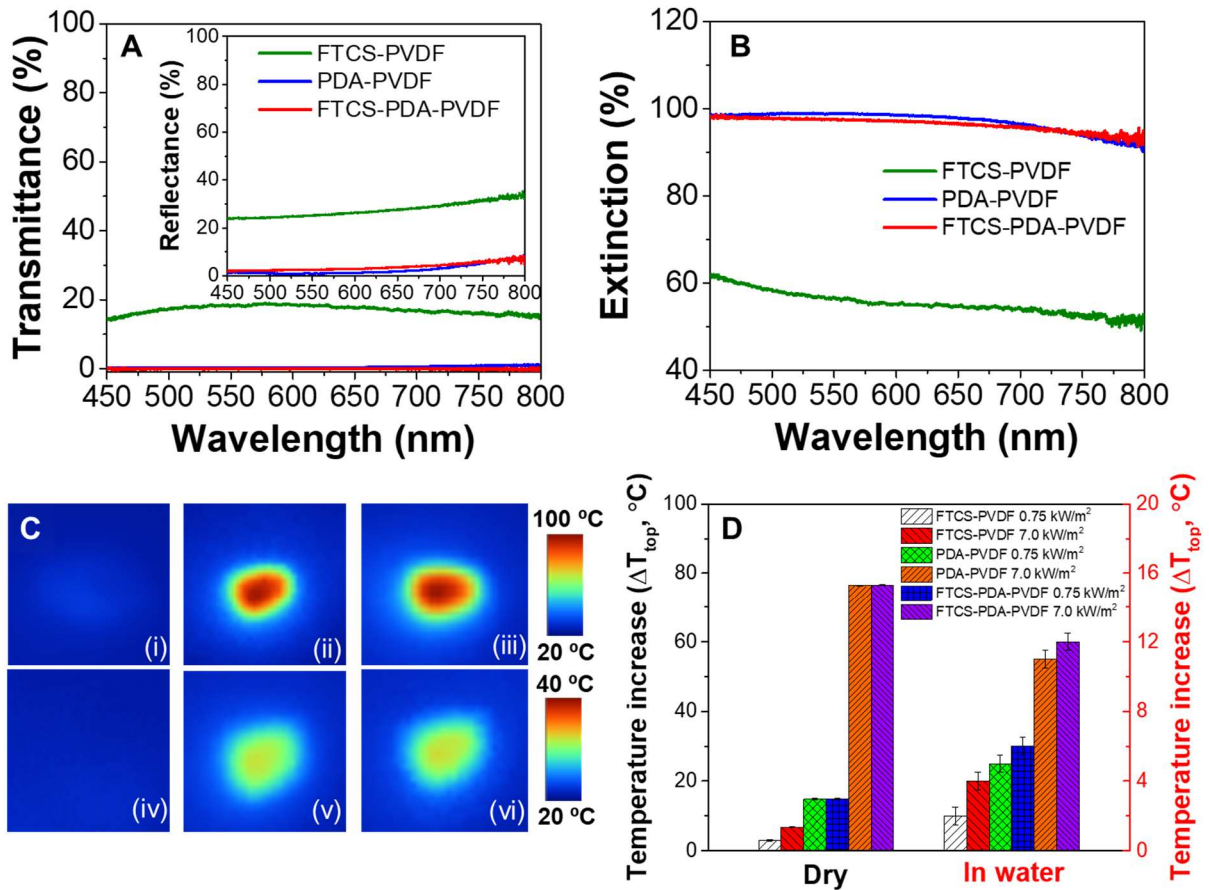 A
Transmittance (%)
100
80
60
40
20
0
450 500 550 600 650 700 750 800
Wavelength (nm)
Reflectance (%)
100
80
60
40
20
0
450 500 550 600 650 700 750 800
FTCS-PVDF
PDA-PVDF
FTCS-PDA-PVDF
B
Extinction (%)
120
100
80
60
40
450 500 550 600 650 700 750 800
Wavelength (nm)
FTCS-PVDF
PDA-PVDF
FTCS-PDA-PVDF
C
(i)
(ii)
(iii)
100 ºC
20 ºC
(iv)
(v)
(vi)
40 ºC
20 ºC
D
Temperature increase (ΔTtop, °C)
100
80
60
40
20
0
FTCS-PVDF 0.75 kW/m²
FTCS-PVDF 7.0 kW/m²
PDA-PVDF 0.75 kW/m²
PDA-PVDF 7.0 kW/m²
FTCS-PDA-PVDF 0.75 kW/m²
FTCS-PDA-PVDF 7.0 kW/m²
Dry
In water
20
16
12
8
4
0
Temperature increase (ΔTtop, °C)